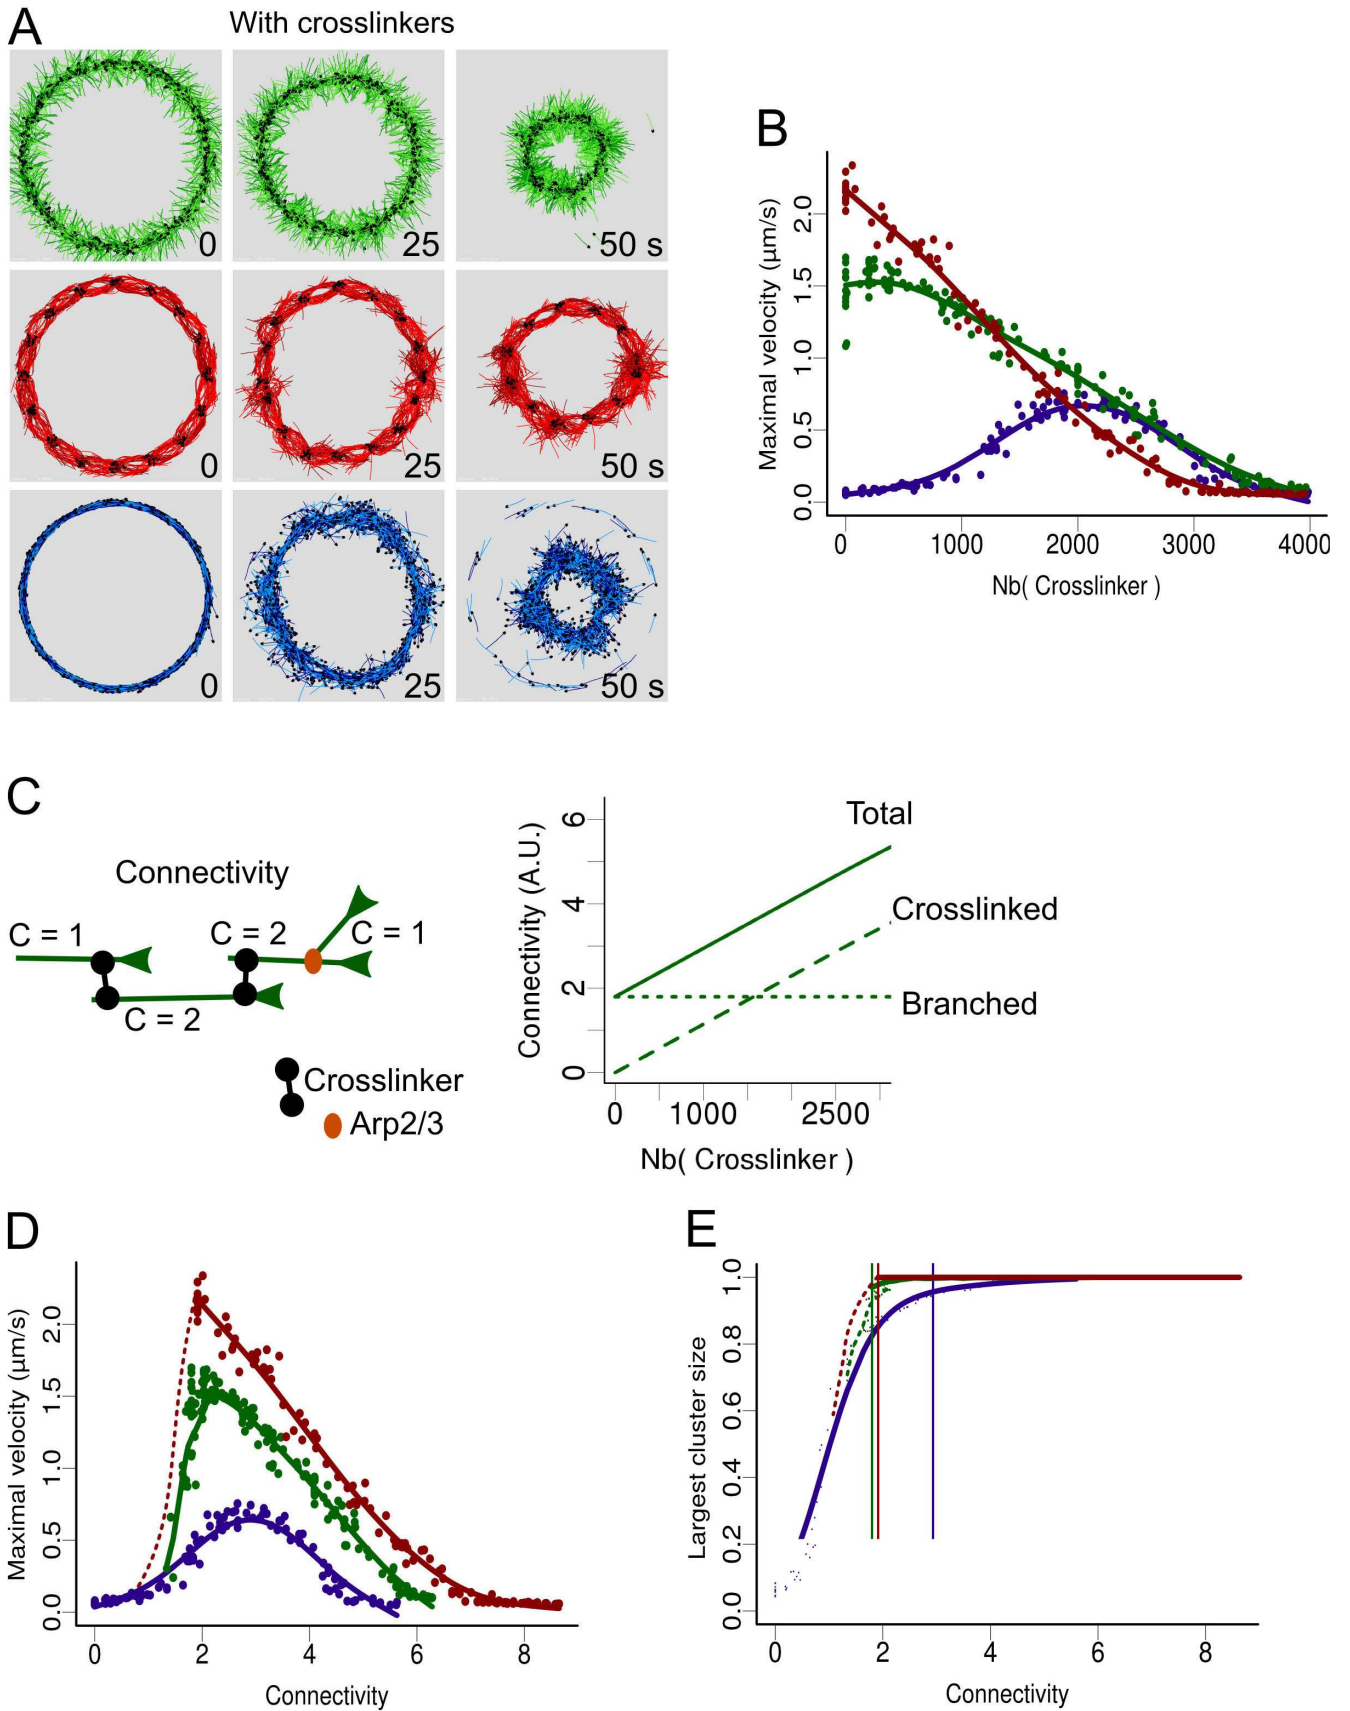 A
With crosslinkers
0
25
50 s
0
25
50 s
0
25
50 s
B
Maximal velocity (µm/s)
2.0
1.5
1.0
0.5
0.0
0 1000 2000 3000 4000
Nb( Crosslinker )
C
Connectivity
C = 1
C = 2
C = 1
C = 2
Crosslinker
Arp2/3
Connectivity (A.U.)
6
4
2
0
Total
Crosslinked
Branched
0 1000 2500
Nb( Crosslinker )
D
Maximal velocity (µm/s)
2.0
1.5
1.0
0.5
0.0
0 2 4 6 8
Connectivity
E
Largest cluster size
1.0
0.8
0.6
0.4
0.2
0.0
0 2 4 6 8
Connectivity